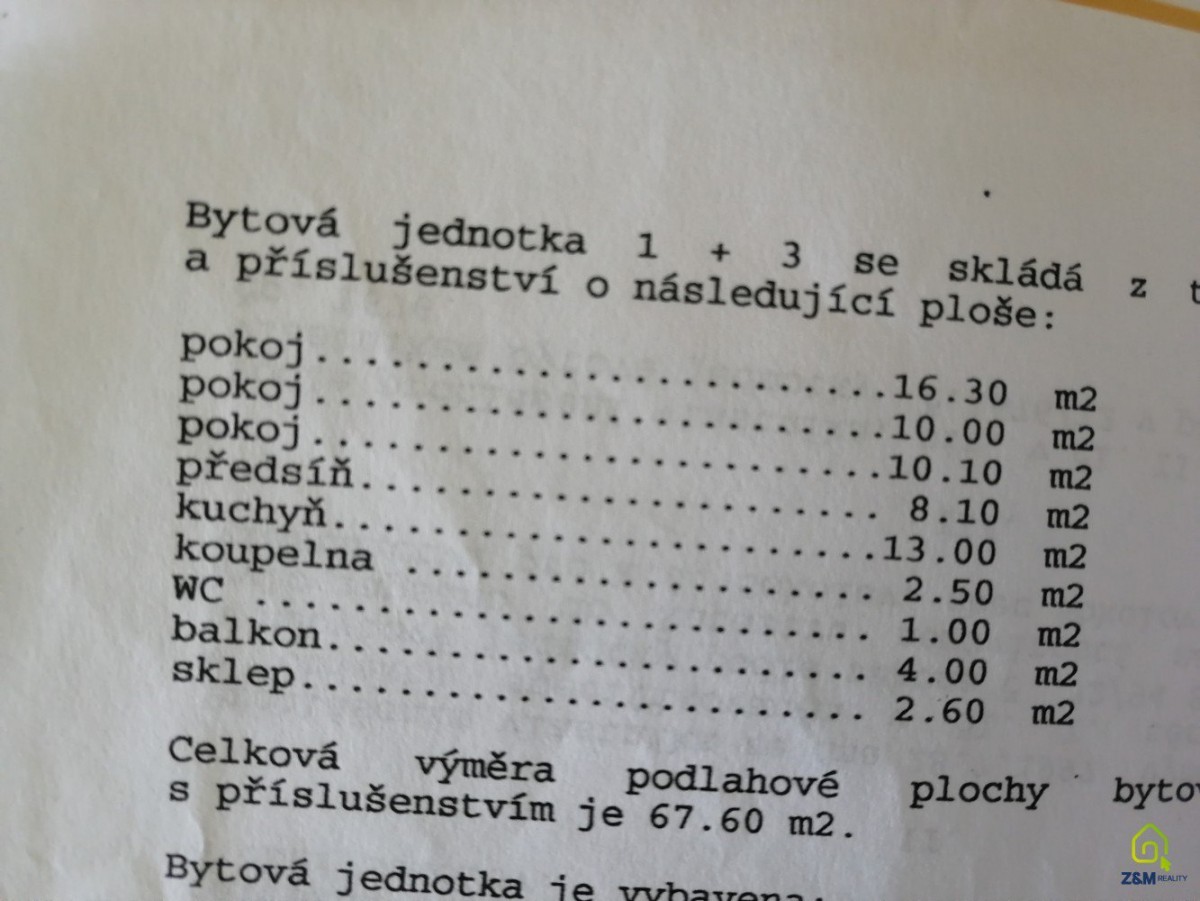 Bytová jednotka 1 + 3 se skládá z t
a příslušenství o následující ploše:
pokoj.......................16.30 m2
pokoj.......................10.00 m2
pokoj.......................10.10 m2
předsíň..................... 8.10 m2
kuchyň......................13.00 m2
koupelna ................... 2.50 m2
WC ......................... 1.00 m2
balkon...................... 4.00 m2
sklep....................... 2.60 m2
Celková výměra podlahové plochy bytov
s příslušenstvím je 67.60 m2.
Bytová jednotka je vybavena:
Z&M REALITY